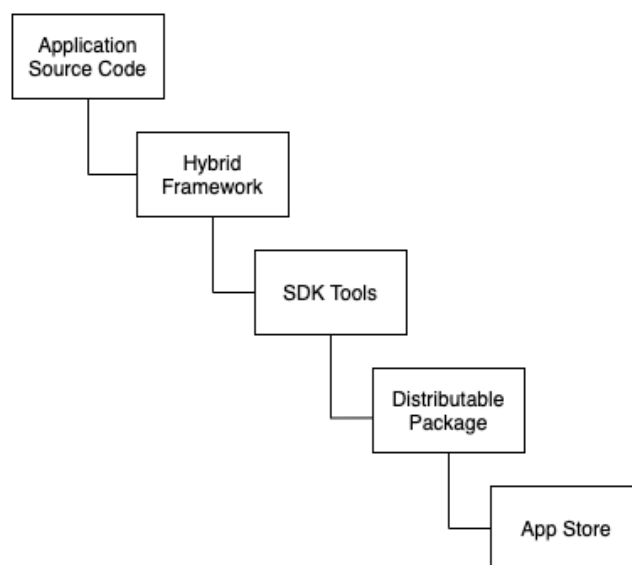 Application
Source Code
Hybrid
Framework
SDK Tools
Distributable
Package
App Store